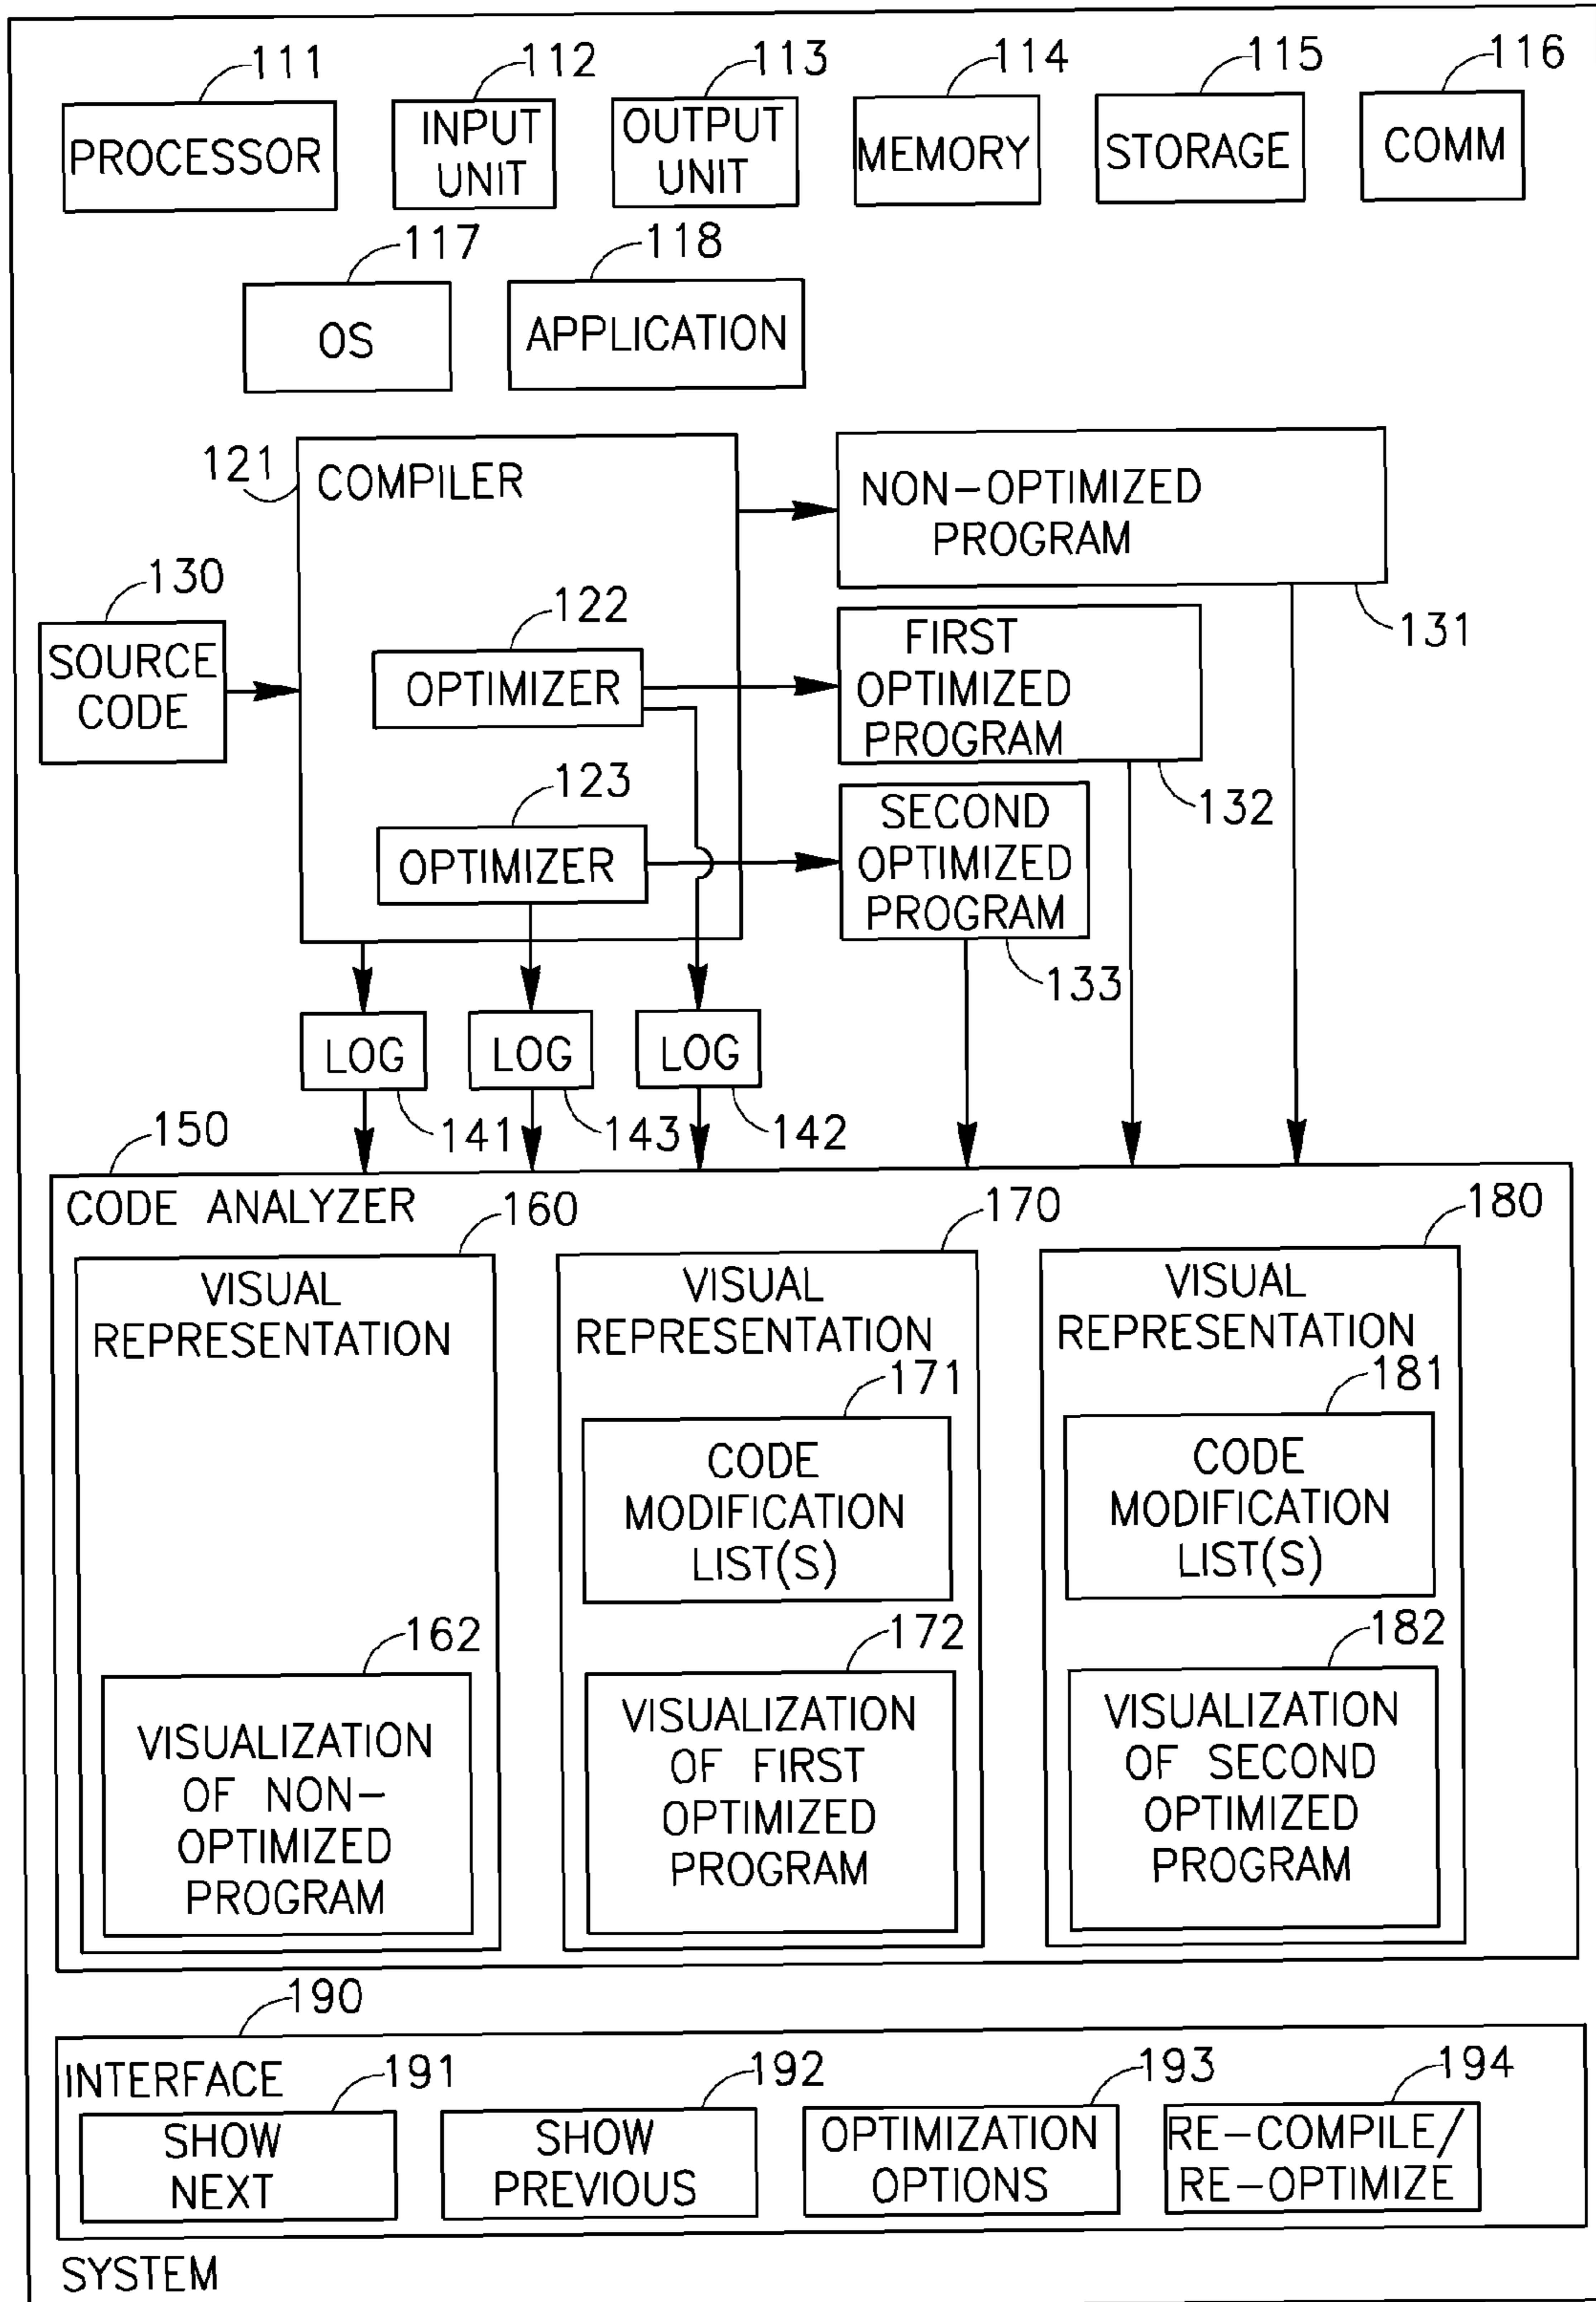 111
112
113
114
115
116
PROCESSOR
INPUT
UNIT
OUTPUT
UNIT
MEMORY
STORAGE
COMM
117
118
OS
APPLICATION
121
COMPILER
NON-OPTIMIZED
PROGRAM
131
130
SOURCE
CODE
122
OPTIMIZER
FIRST
OPTIMIZED
PROGRAM
132
123
OPTIMIZER
SECOND
OPTIMIZED
PROGRAM
133
LOG
LOG
LOG
141
143
142
150
CODE ANALYZER
160
170
180
VISUAL
REPRESENTATION
VISUAL
REPRESENTATION
VISUAL
REPRESENTATION
171
181
CODE
MODIFICATION
LIST(S)
CODE
MODIFICATION
LIST(S)
162
172
182
VISUALIZATION
OF NON-
OPTIMIZED
PROGRAM
VISUALIZATION
OF FIRST
OPTIMIZED
PROGRAM
VISUALIZATION
OF SECOND
OPTIMIZED
PROGRAM
190
INTERFACE
191
192
193
194
SHOW
NEXT
SHOW
PREVIOUS
OPTIMIZATION
OPTIONS
RE-COMPILE/
RE-OPTIMIZE
SYSTEM